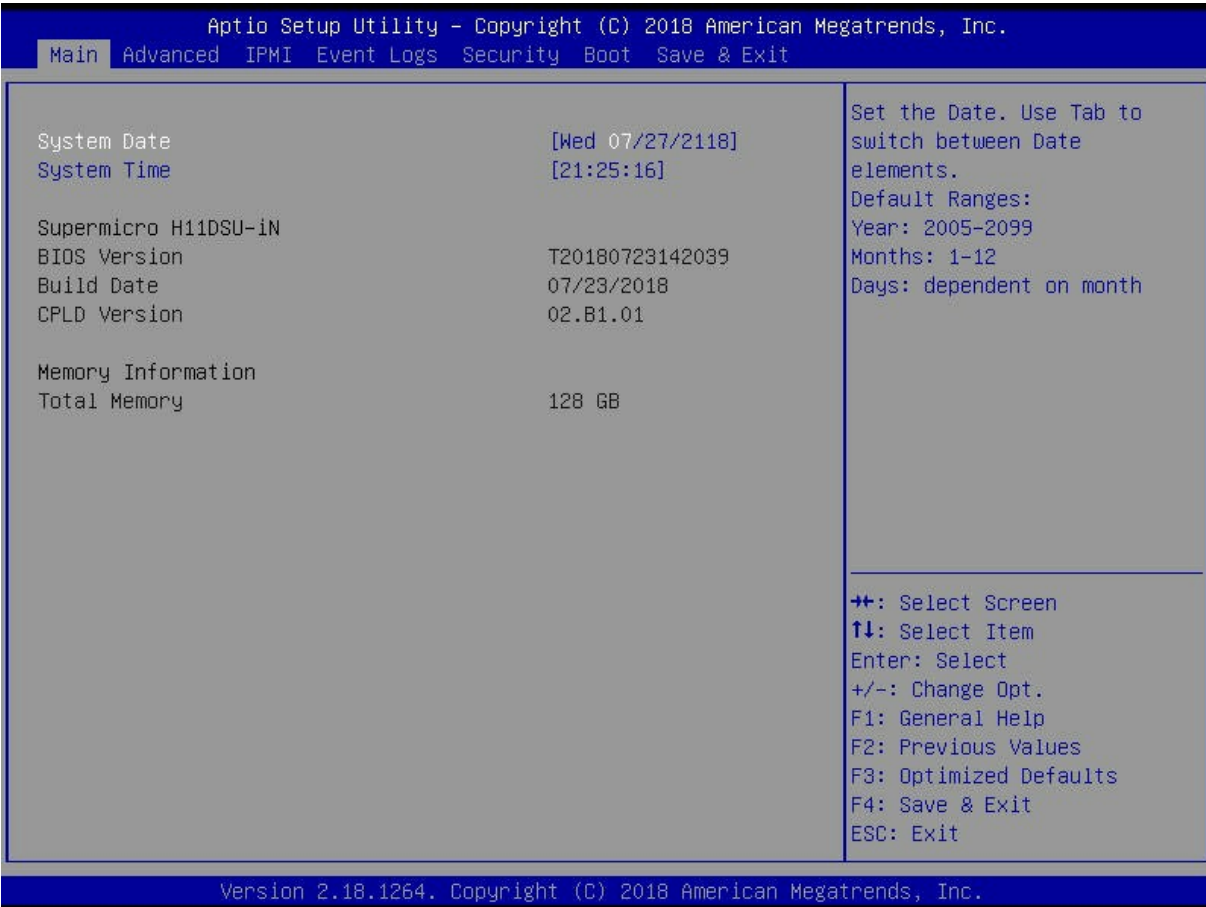 Aptio Setup Utility – Copyright (C) 2018 American Megatrends, Inc.
Main Advanced IPMI Event Logs Security Boot Save & Exit
System Date [Wed 07/27/2118]
System Time [21:25:16]
Supermicro H11DSU-iN
BIOS Version T20180723142039
Build Date 07/23/2018
CPLD Version 02.B1.01
Memory Information
Total Memory 128 GB
Set the Date. Use Tab to
switch between Date
elements.
Default Ranges:
Year: 2005-2099
Months: 1-12
Days: dependent on month
→←: Select Screen
↑↓: Select Item
Enter: Select
+/-: Change Opt.
F1: General Help
F2: Previous Values
F3: Optimized Defaults
F4: Save & Exit
ESC: Exit
Version 2.18.1264. Copyright (C) 2018 American Megatrends, Inc.